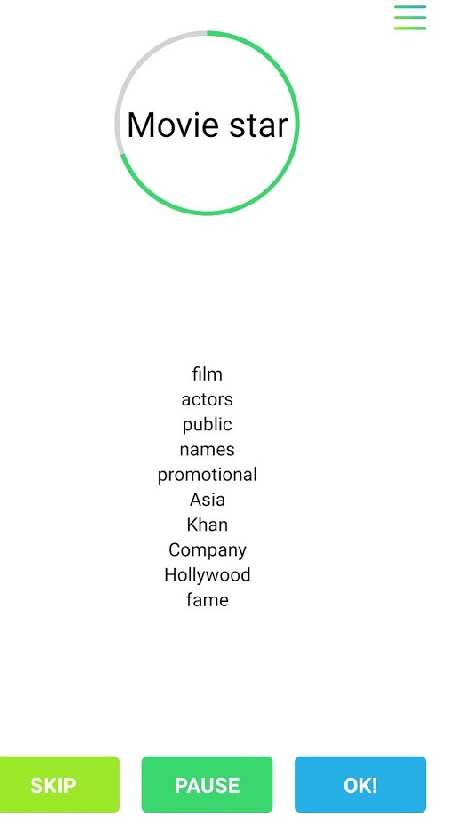 Movie star
film
actors
public
names
promotional
Asia
Khan
Company
Hollywood
fame
SKIP PAUSE OK!